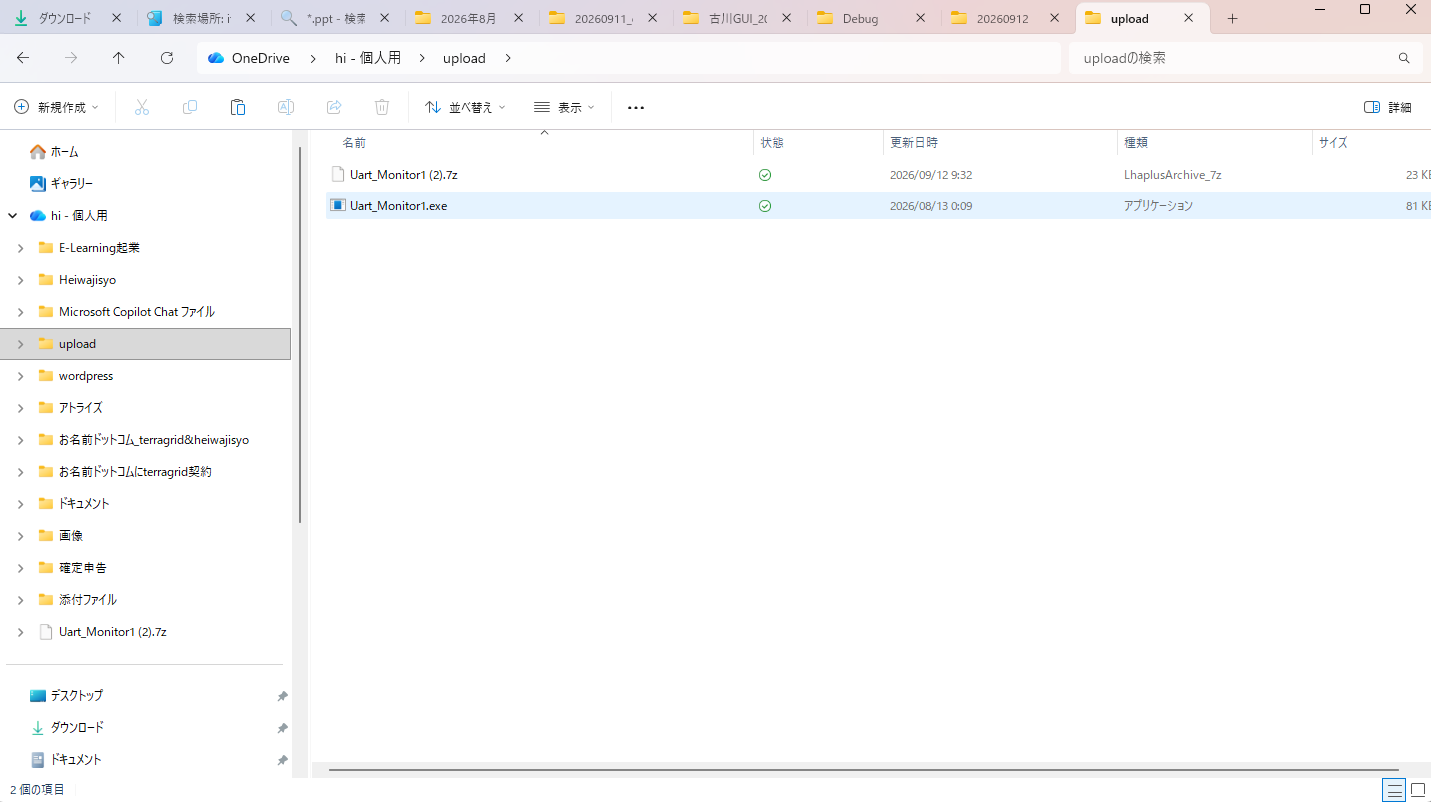 ダウンロード
検索場所: i
*.ppt - 検索
2026年8月
20260911_
古川GUI_20
Debug
20260912
upload
OneDrive > hi - 個人用 > upload >
uploadの検索
新規作成
並べ替え
表示
詳細
名前 状態 更新日時 種類 サイズ
Uart_Monitor1 (2).7z 2026/09/12 9:32 LhaplusArchive_7z 23 KB
Uart_Monitor1.exe 2026/08/13 0:09 アプリケーション 81 KB
ホーム
ギャラリー
hi - 個人用
E-Learning起業
Heiwajisyo
Microsoft Copilot Chat ファイル
upload
wordpress
アトライズ
お名前ドットコム_terragrid&heiwajisyo
お名前ドットコムにterragrid契約
ドキュメント
画像
確定申告
添付ファイル
Uart_Monitor1 (2).7z
デスクトップ
ダウンロード
ドキュメント
2 個の項目